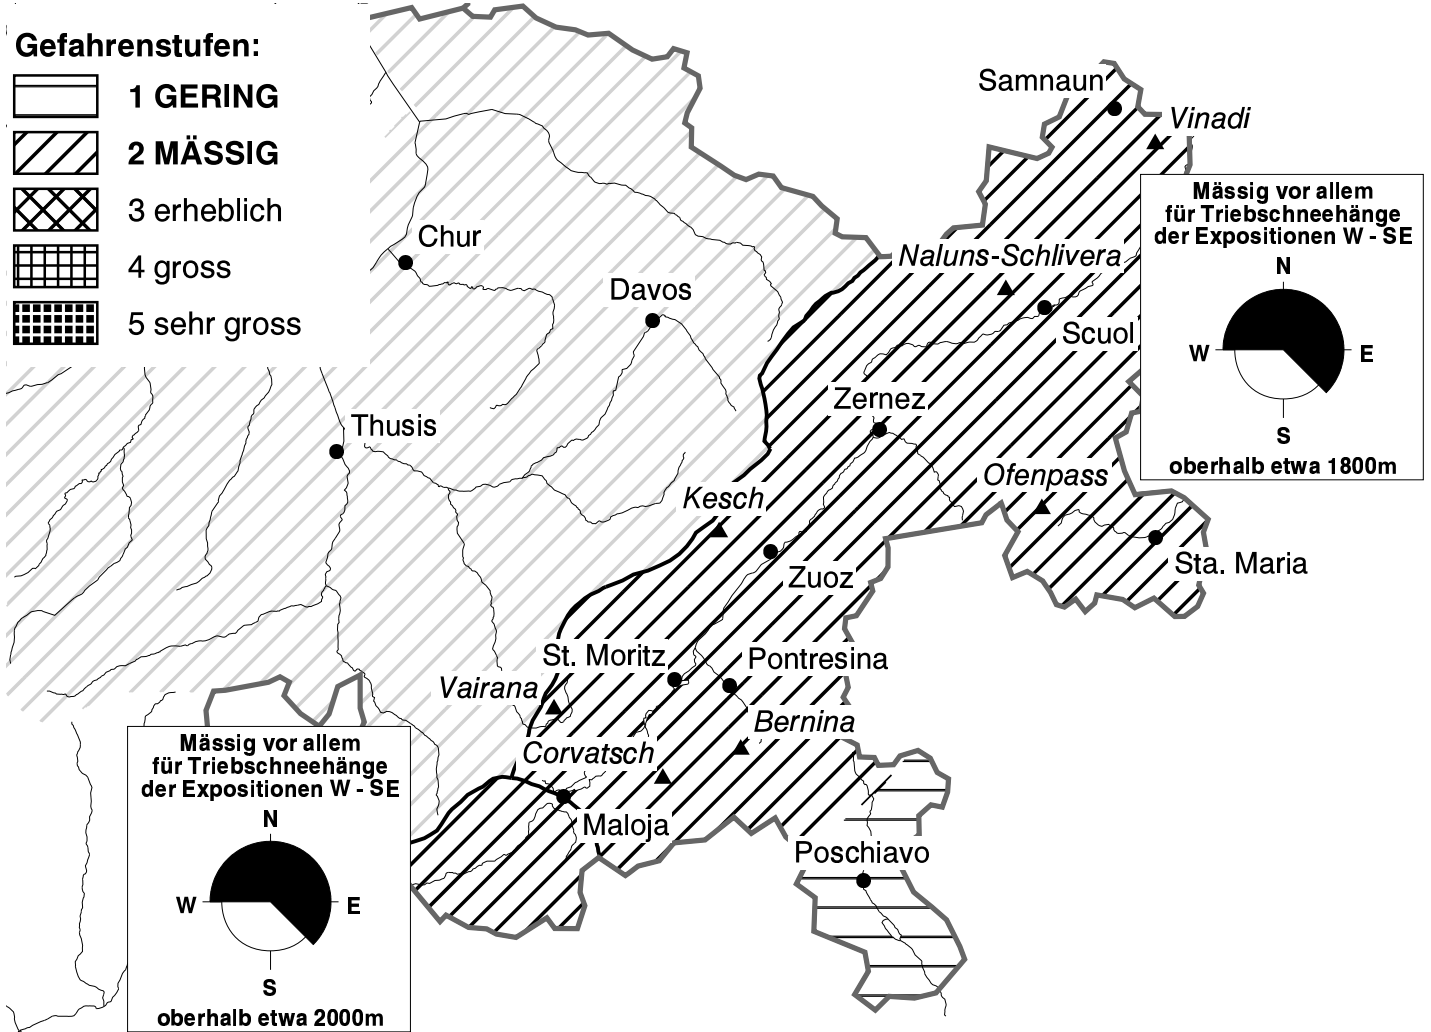 Gefahrenstufen:
1 GERING
2 MÄSSIG
3 erheblich
4 gross
5 sehr gross
Samnaun
Vinadi
Mässig vor allem
für Triebschneehänge
der Expositionen W - SE
N
W
E
S
oberhalb etwa 1800m
Chur
Naluns-Schlivera
Davos
Scuol
Zernez
Thusis
Ofenpass
Kesch
Zuoz
Sta. Maria
St. Moritz
Pontresina
Vairana
Bernina
Corvatsch
Maloja
Poschiavo
Mässig vor allem
für Triebschneehänge
der Expositionen W - SE
N
W
E
S
oberhalb etwa 2000m